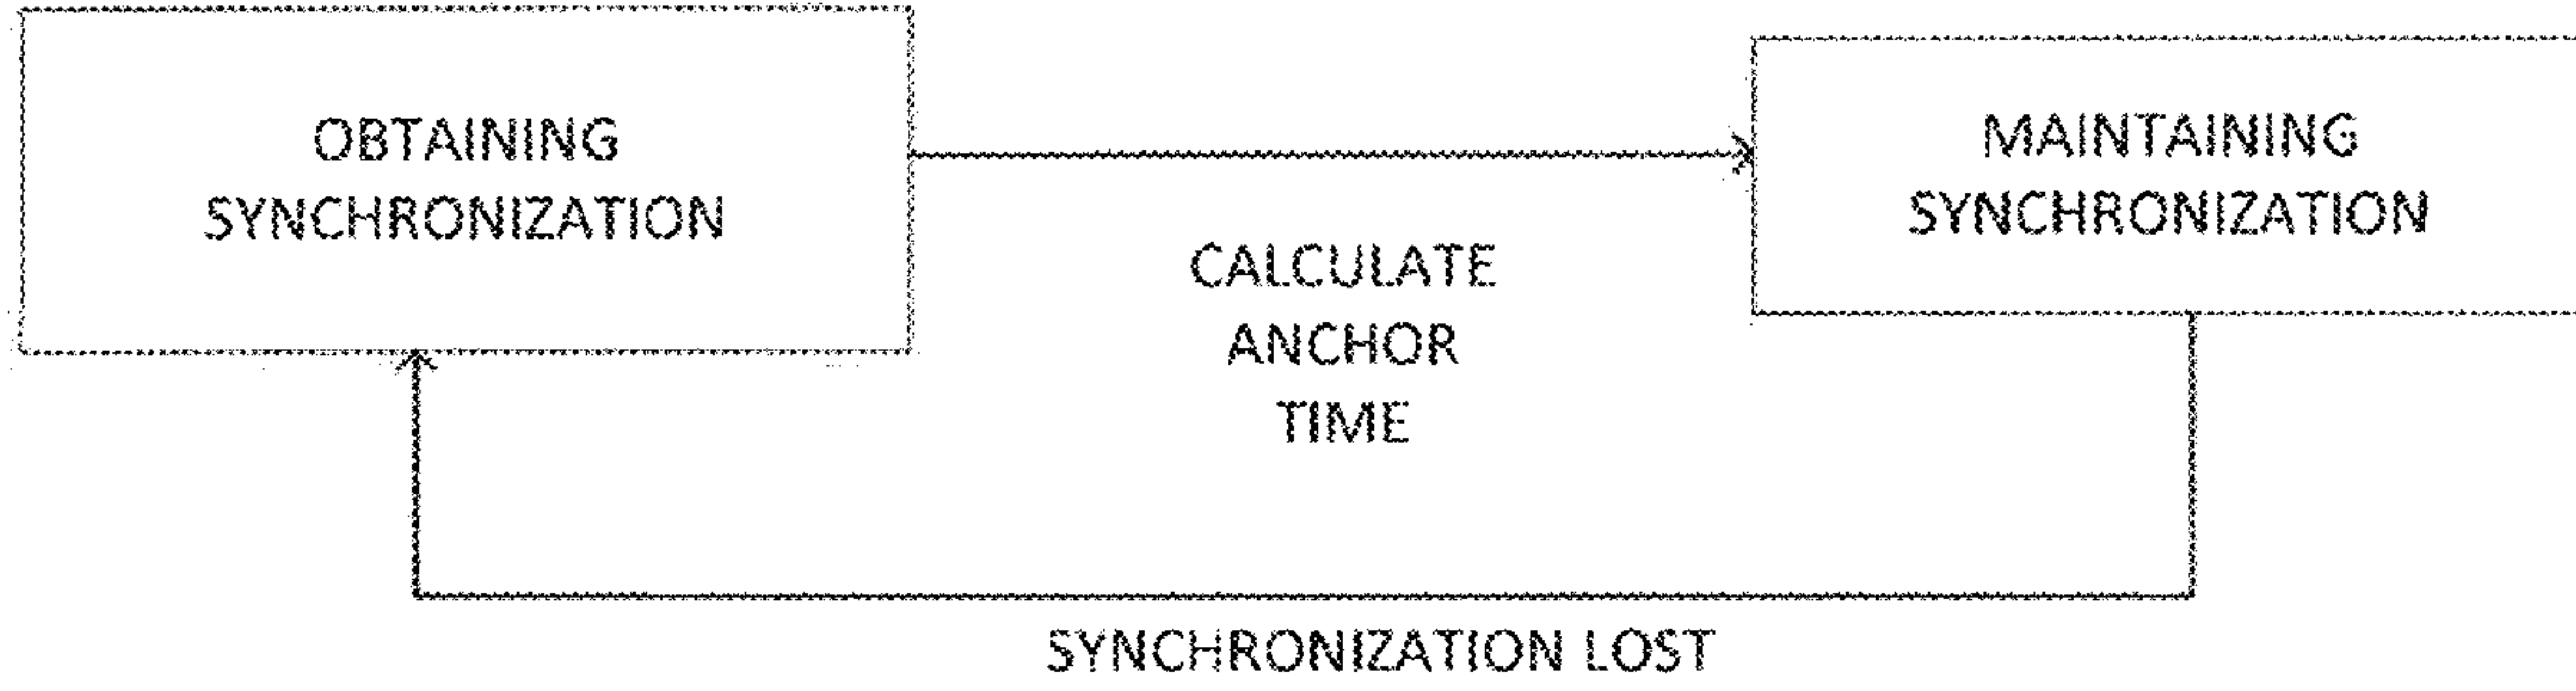 OBTAINING
SYNCHRONIZATION
CALCULATE
ANCHOR
TIME
MAINTAINING
SYNCHRONIZATION
SYNCHRONIZATION LOST